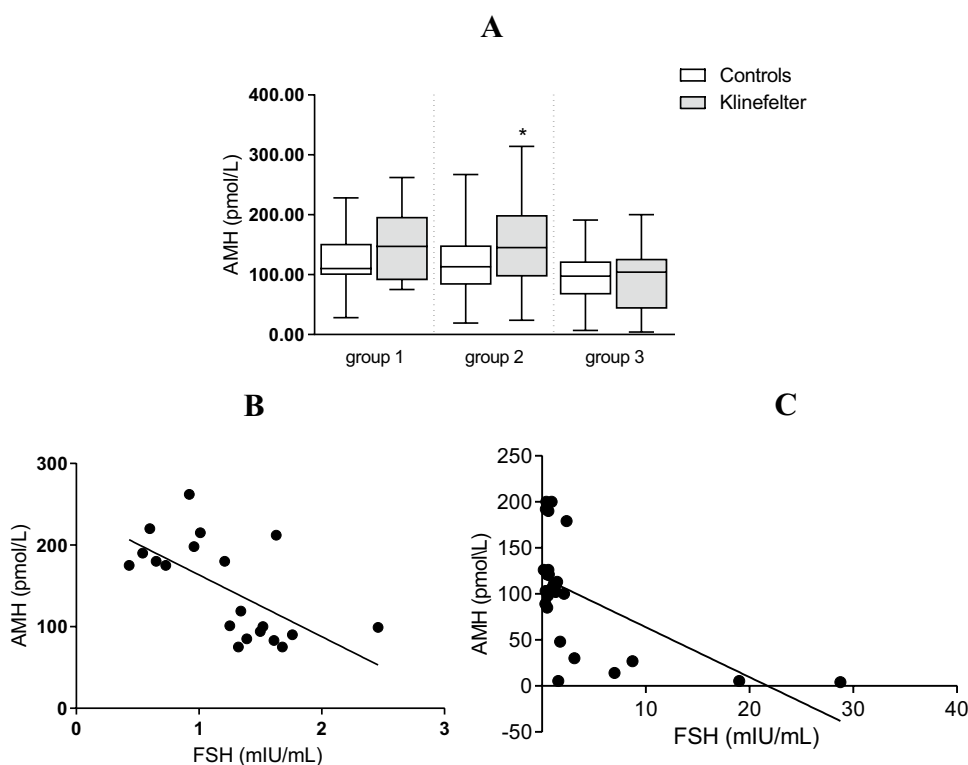 A
Controls
Klinefelter
400.00
300.00
200.00
100.00
0.00
AMH (pmol/L)
*
group 1
group 2
group 3
B
300
200
100
0
AMH (pmol/L)
0
1
2
3
FSH (mIU/mL)
C
250
200
150
100
50
0
-50
AMH (pmol\L)
10
20
30
40
FSH (mIU/mL)